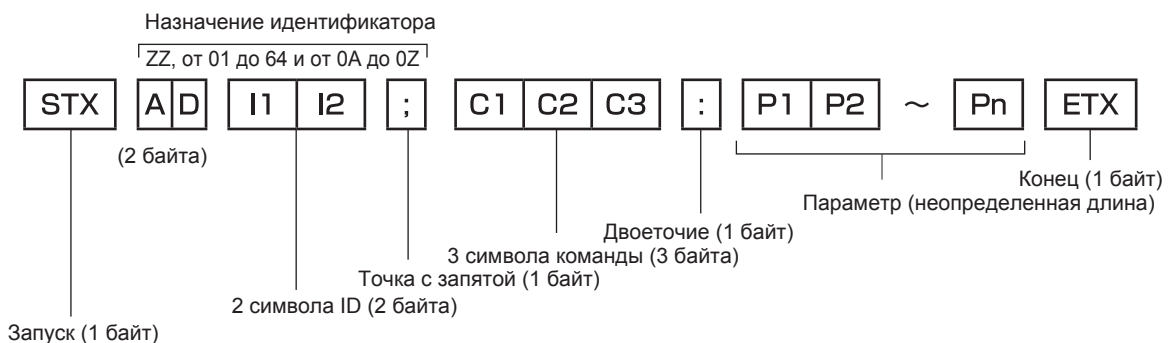 Назначение идентификатора
ZZ, от 01 до 64 и от 0A до 0Z
STX A D I1 I2 ; C1 C2 C3 : P1 P2 ~ Pn ETX
(2 байта)
Конец (1 байт)
Параметр (неопределенная длина)
Двоеточие (1 байт)
3 символа команды (3 байта)
Точка с запятой (1 байт)
2 символа ID (2 байта)
Запуск (1 байт)